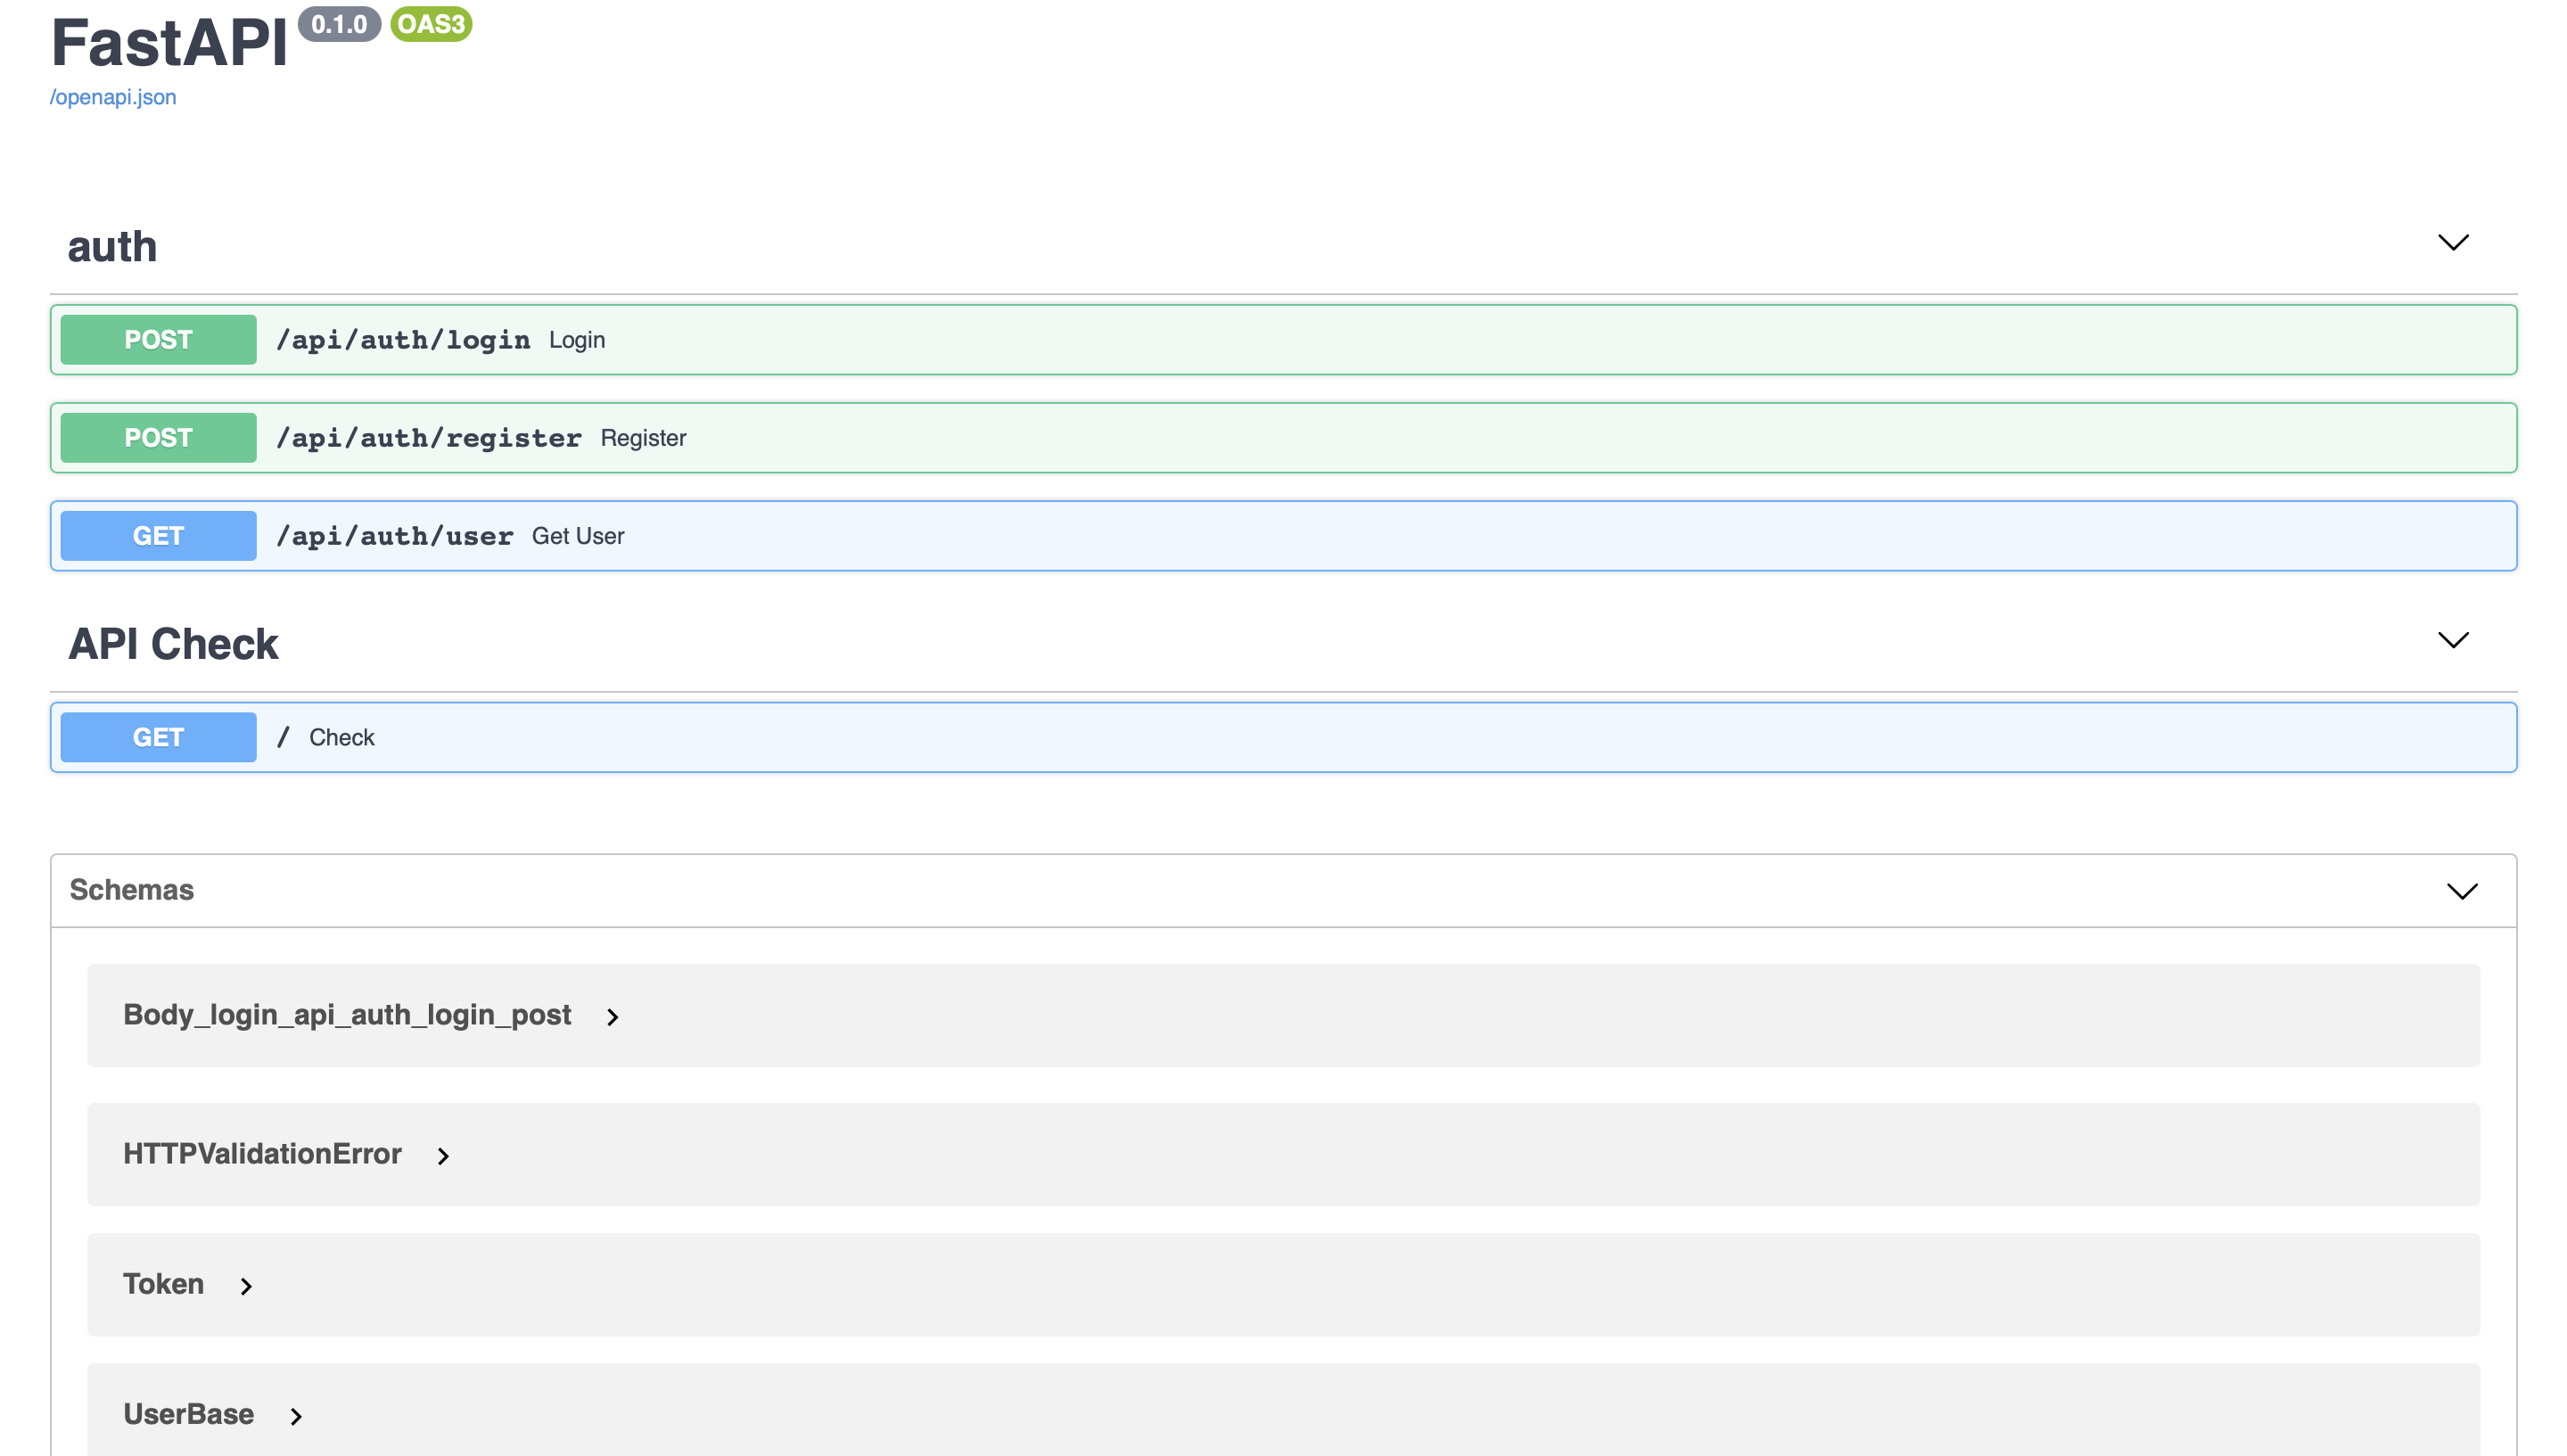 FastAPI 0.1.0 OAS3
/openapi.json
auth
POST /api/auth/login Login
POST /api/auth/register Register
GET /api/auth/user Get User
API Check
GET / Check
Schemas
Body_login_api_auth_login_post
HTTPValidationError
Token
UserBase